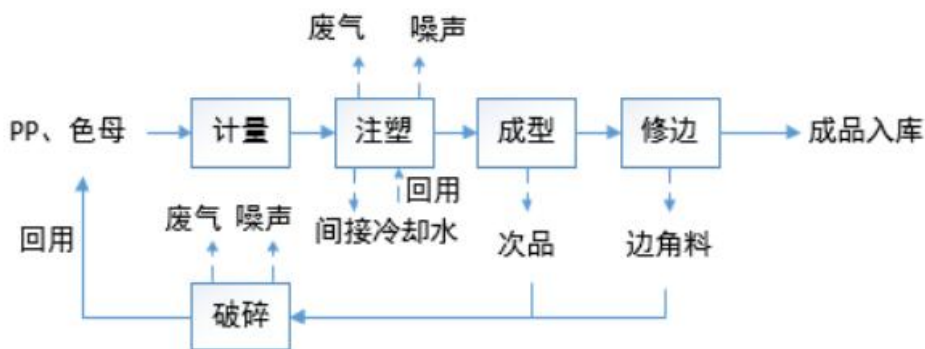 废气 噪声
PP、色母 计量 注塑 成型 修边 成品入库
回用
间接冷却水 次品 边角料
废气 噪声
回用
破碎